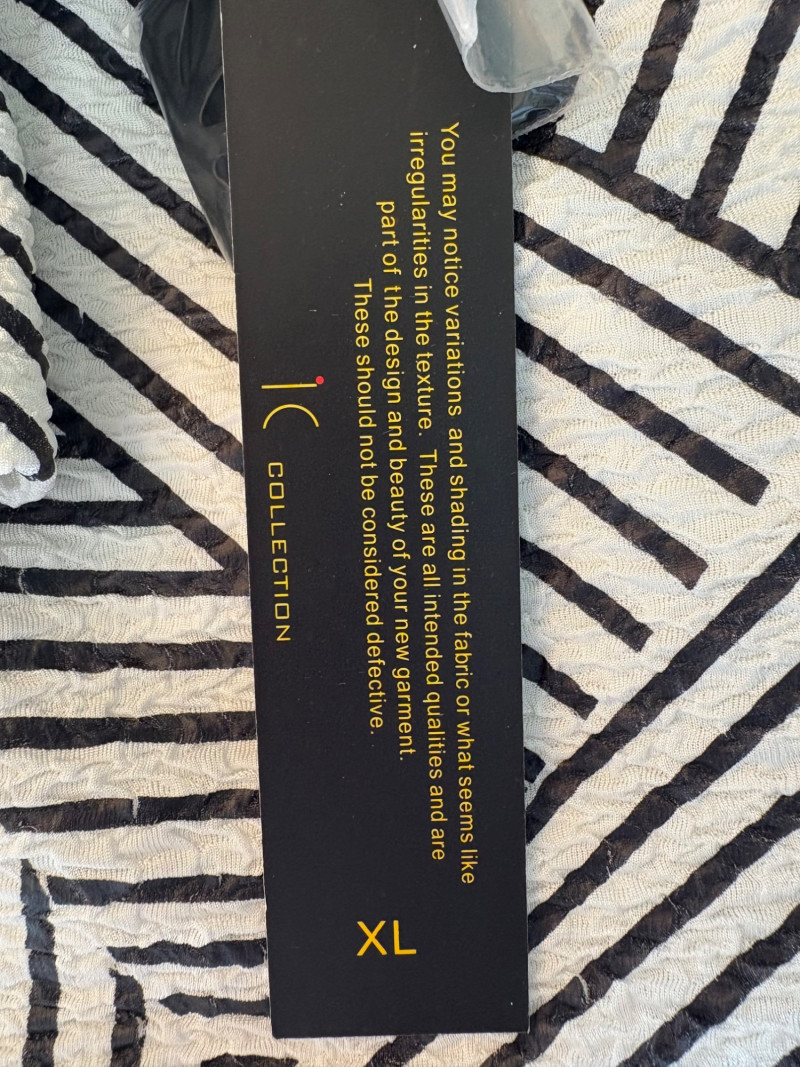 You may notice variations and shading in the fabric or what seems like
irregularities in the texture. These are all intended qualities and are
part of the design and beauty of your new garment.
These should not be considered defective.
ic COLLECTION
XL